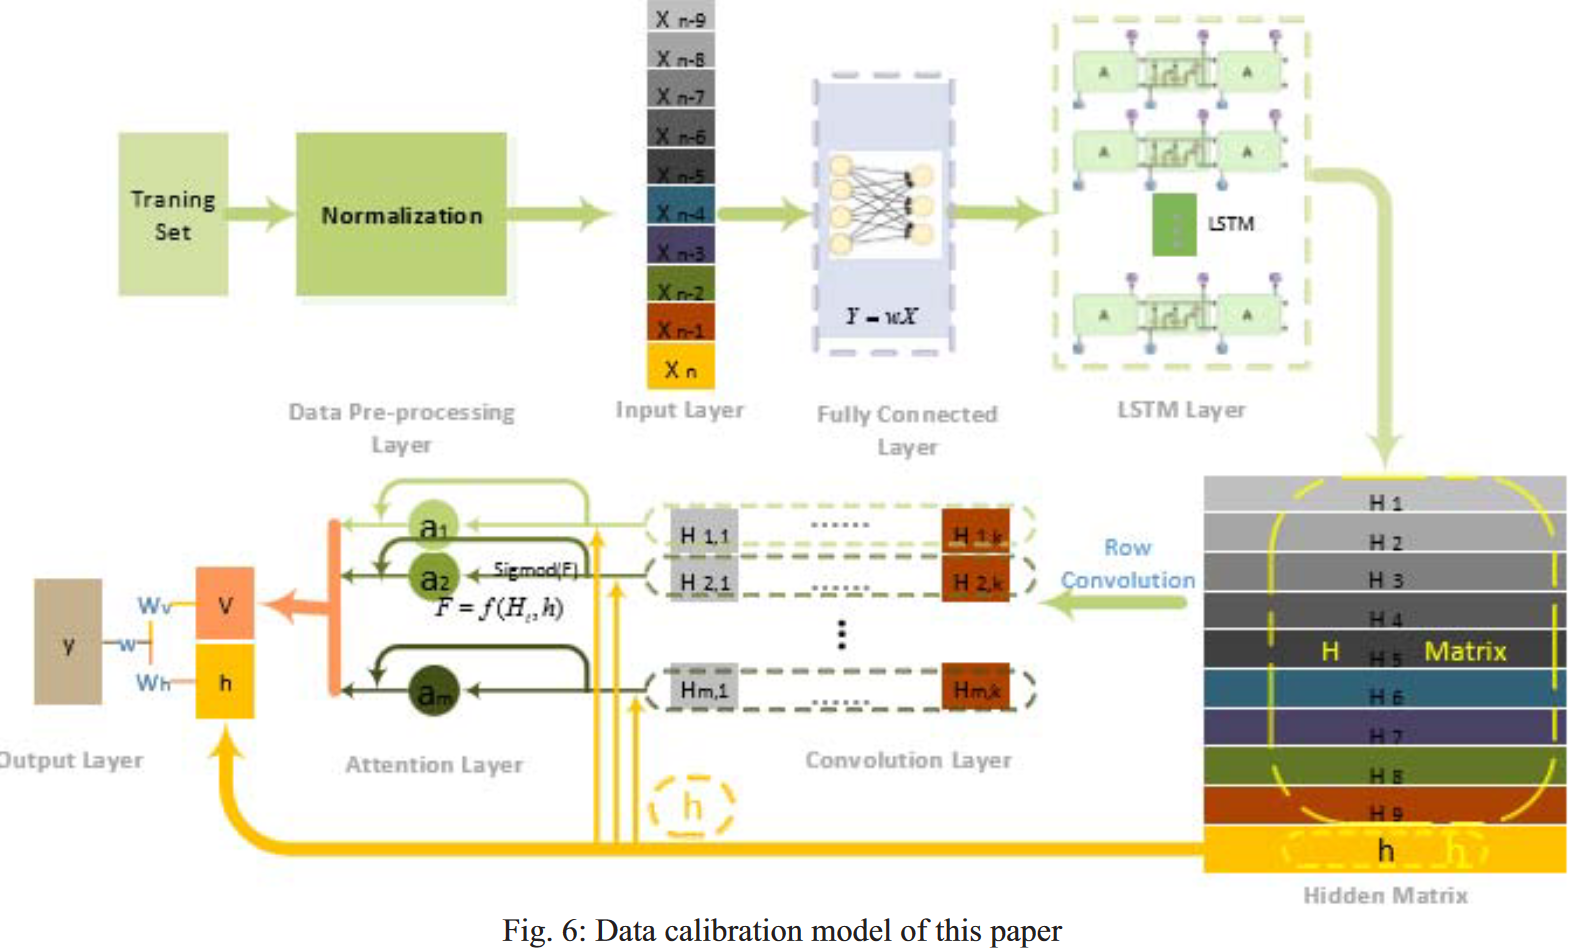 X n-9
X n-8
X n-7
X n-6
X n-5
X n-4
X n-3
X n-2
X n-1
X n
Traning
Set
Normalization
Y = wX
A A
A A
LSTM
A A
Data Pre-processing
Layer
Input Layer
Fully Connected
Layer
LSTM Layer
H 1
H 2
H 3
H 4
H 5
H Matrix
H 6
H 7
H 8
H 9
h h
Hidden Matrix
Row
Convolution
H 1,1 ...... H 1,k
H 2,1 ...... H 2,k
Hm,1 ...... Hm,k
Convolution Layer
a1
a2
Sigmod(F)
F = f(Ht, h)
am
Attention Layer
h
V
h
Wv
w
Wh
y
Output Layer
Fig. 6: Data calibration model of this paper